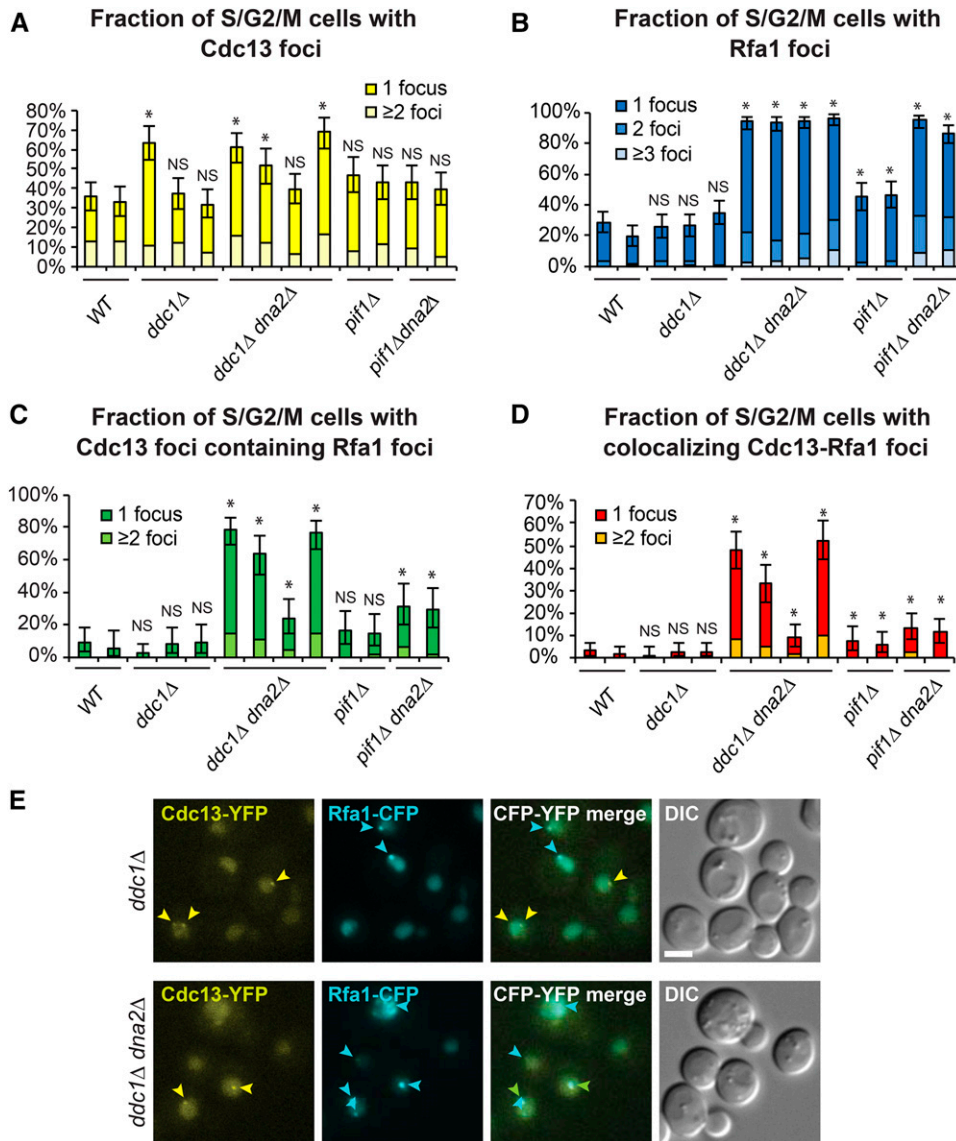 A
Fraction of S/G2/M cells with
Cdc13 foci
1 focus
≥2 foci
80%
70%
60%
50%
40%
30%
20%
10%
0%
* NS NS * * NS * NS NS NS NS
WT
ddc1Δ
ddc1Δ dna2Δ
pif1Δ
pif1Δdna2Δ
B
Fraction of S/G2/M cells with
Rfa1 foci
1 focus
2 foci
≥3 foci
100%
80%
60%
40%
20%
0%
NS NS NS * * * * * * * *
WT
ddc1Δ
ddc1Δ dna2Δ
pif1Δ
pif1Δ dna2Δ
C
Fraction of S/G2/M cells with
Cdc13 foci containing Rfa1 foci
1 focus
≥2 foci
100%
80%
60%
40%
20%
0%
NS NS NS * * * * NS NS * *
WT
ddc1Δ
ddc1Δ dna2Δ
pif1Δ
pif1Δ dna2Δ
D
Fraction of S/G2/M cells with
colocalizing Cdc13-Rfa1 foci
1 focus
≥2 foci
70%
60%
50%
40%
30%
20%
10%
0%
NS NS NS * * * * * * * *
WT
ddc1Δ
ddc1Δ dna2Δ
pif1Δ
pif1Δ dna2Δ
E
ddc1Δ
Cdc13-YFP
Rfa1-CFP
CFP-YFP merge
DIC
ddc1Δ dna2Δ
Cdc13-YFP
Rfa1-CFP
CFP-YFP merge
DIC